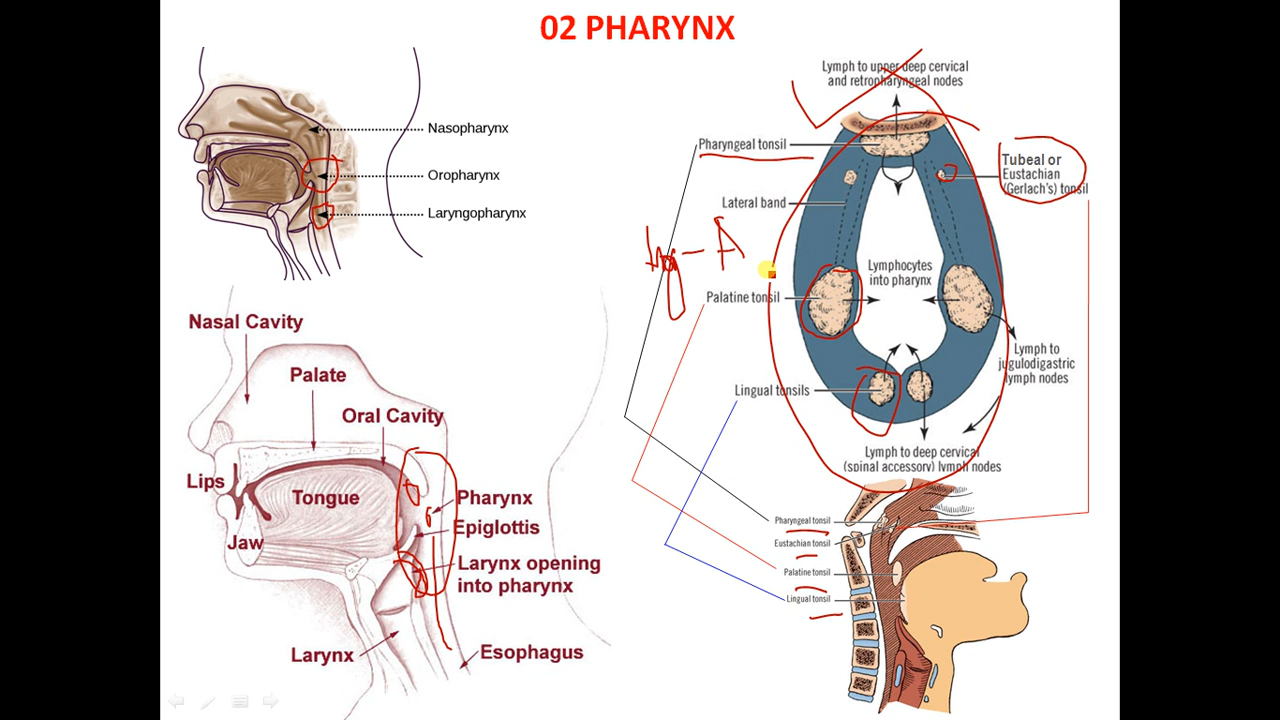 02 PHARYNX
Nasopharynx
Oropharynx
Laryngopharynx
Nasal Cavity
Palate
Oral Cavity
Lips
Tongue
Pharynx
Epiglottis
Jaw
Larynx opening
into pharynx
Larynx
Esophagus
Lymph to upper deep cervical
and retropharyngeal nodes
Pharyngeal tonsil
Tubeal or
Eustachian
(Gerlach's) tonsil
Lateral band
Lymphocytes
into pharynx
Palatine tonsil
Lymph to
jugulodigastric
lymph nodes
Lingual tonsils
Lymph to deep cervical
(spinal accessory) lymph nodes
Pharyngeal tonsil
Eustachian tonsil
Palatine tonsil
Lingual tonsil